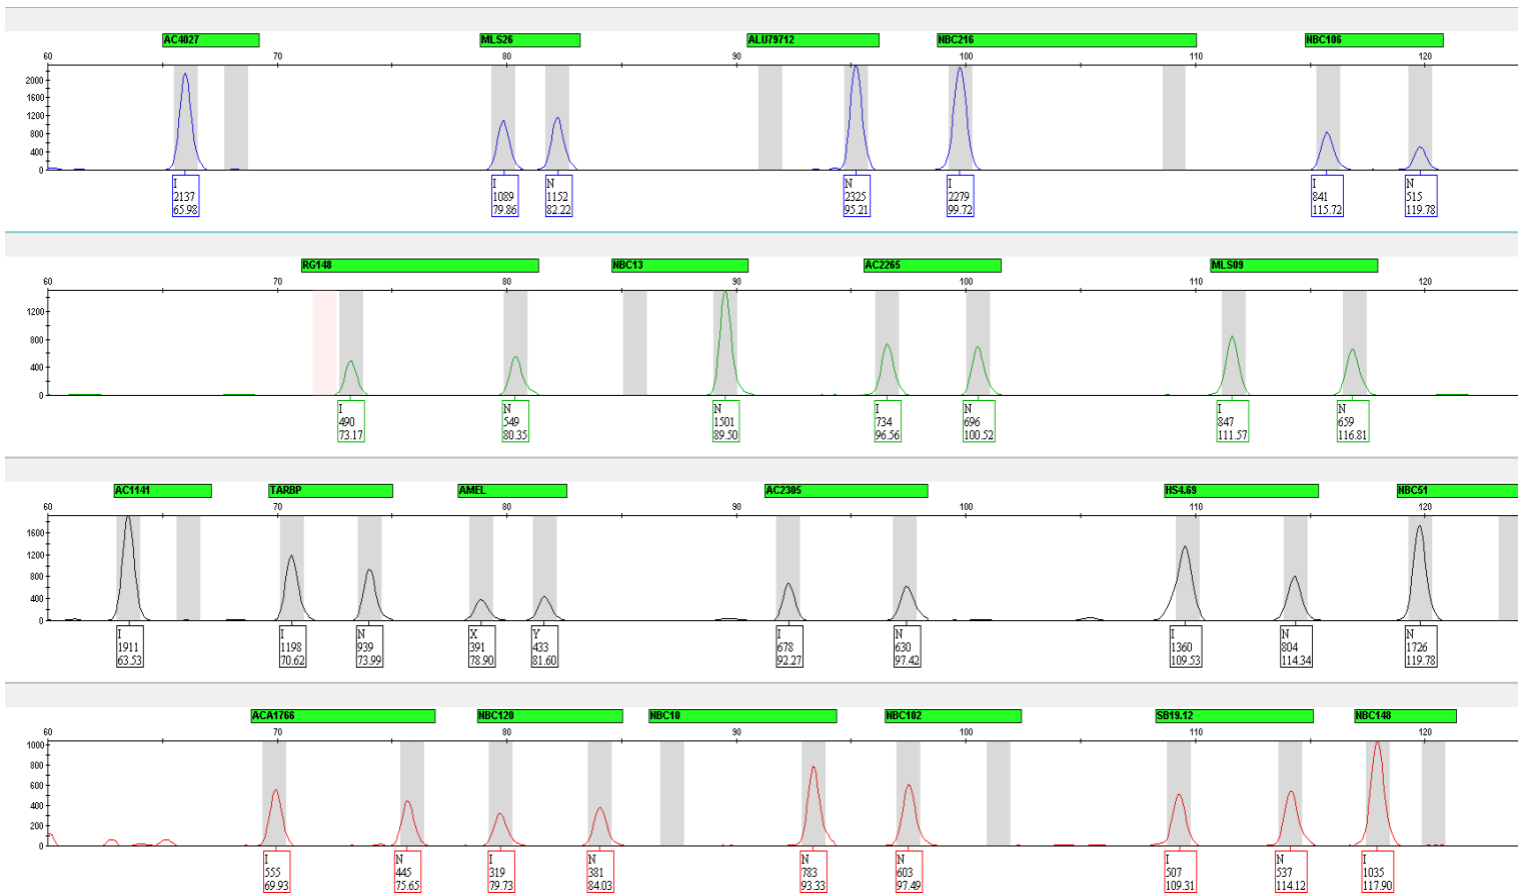 AC4027 MLS26 ALU79712 NBC216 NBC106
60 70 80 90 100 110 120
2000
1600
1200
800
400
0
I I N N I I N
2137 1089 1152 2325 2279 841 515
65.98 79.86 82.22 95.21 99.72 115.72 119.78
RG148 NBC13 AC2265 MLS09
60 70 80 90 100 110 120
1200
800
400
0
I N N I N I N
490 549 1501 734 696 847 659
73.17 80.35 89.50 96.56 100.52 111.57 116.81
AC1141 TARBP AMEL AC2305 HS4.69 NBC51
60 70 80 90 100 110 120
1600
1200
800
400
0
I I N X Y I N I N N
1911 1198 939 391 433 678 630 1360 804 1726
63.53 70.62 73.99 78.90 81.60 92.27 97.42 109.53 114.34 119.78
ACA1766 NBC120 NBC10 NBC102 SB19.12 NBC148
60 70 80 90 100 110 120
1000
800
600
400
200
0
I N I N N N I N I
555 445 319 381 783 603 507 537 1035
69.93 75.65 79.73 84.03 93.33 97.49 109.31 114.12 117.90